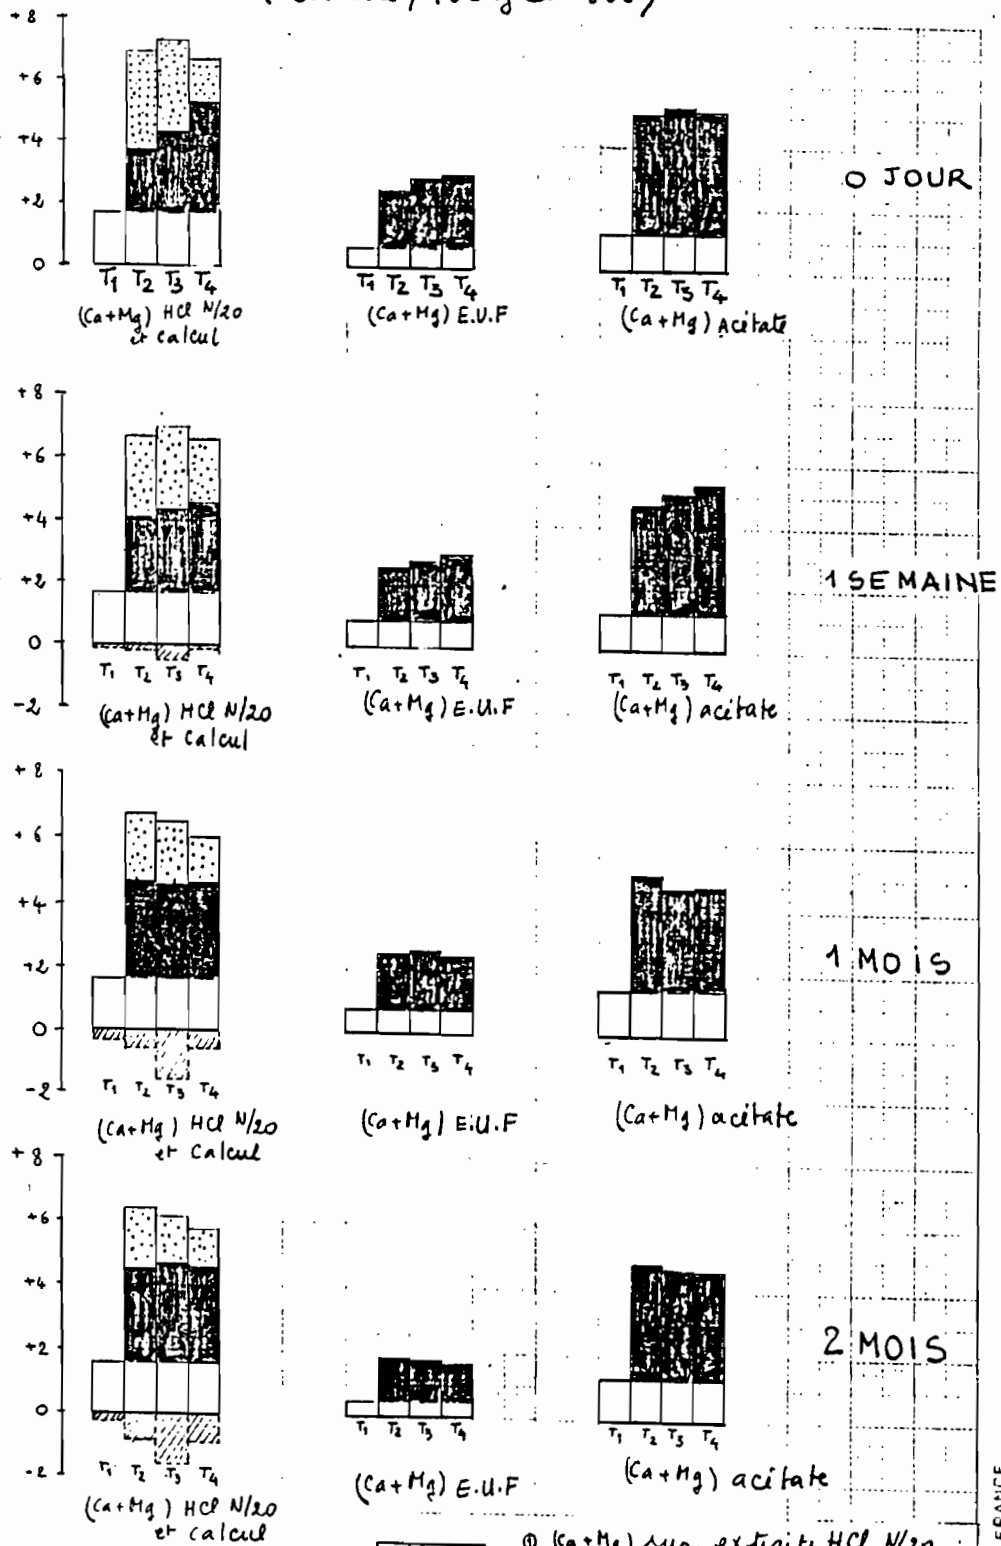 +8
+6
+4
+2
0
T1 T2 T3 T4
(Ca+Mg) HCl N/20
et calcul
T1 T2 T3 T4
(Ca+Mg) E.U.F
T1 T2 T3 T4
(Ca+Mg) Acétate
0 JOUR
+8
+6
+4
+2
0
-2
T1 T2 T3 T4
(Ca+Mg) HCl N/20
et calcul
T1 T2 T3 T4
(Ca+Mg) E.U.F
T1 T2 T3 T4
(Ca+Mg) acétate
1 SEMAINE
+8
+6
+4
+2
0
-2
T1 T2 T3 T4
(Ca+Mg) HCl N/20
et calcul
T1 T2 T3 T4
(Ca+Mg) E.U.F
T1 T2 T3 T4
(Ca+Mg) acétate
1 MOIS
+8
+6
+4
+2
0
-2
T1 T2 T3 T4
(Ca+Mg) HCl N/20
et calcul
T1 T2 T3 T4
(Ca+Mg) E.U.F
T1 T2 T3 T4
(Ca+Mg) acétate
2 MOIS
FRANCE
① (Ca+Mg) HCl N/20